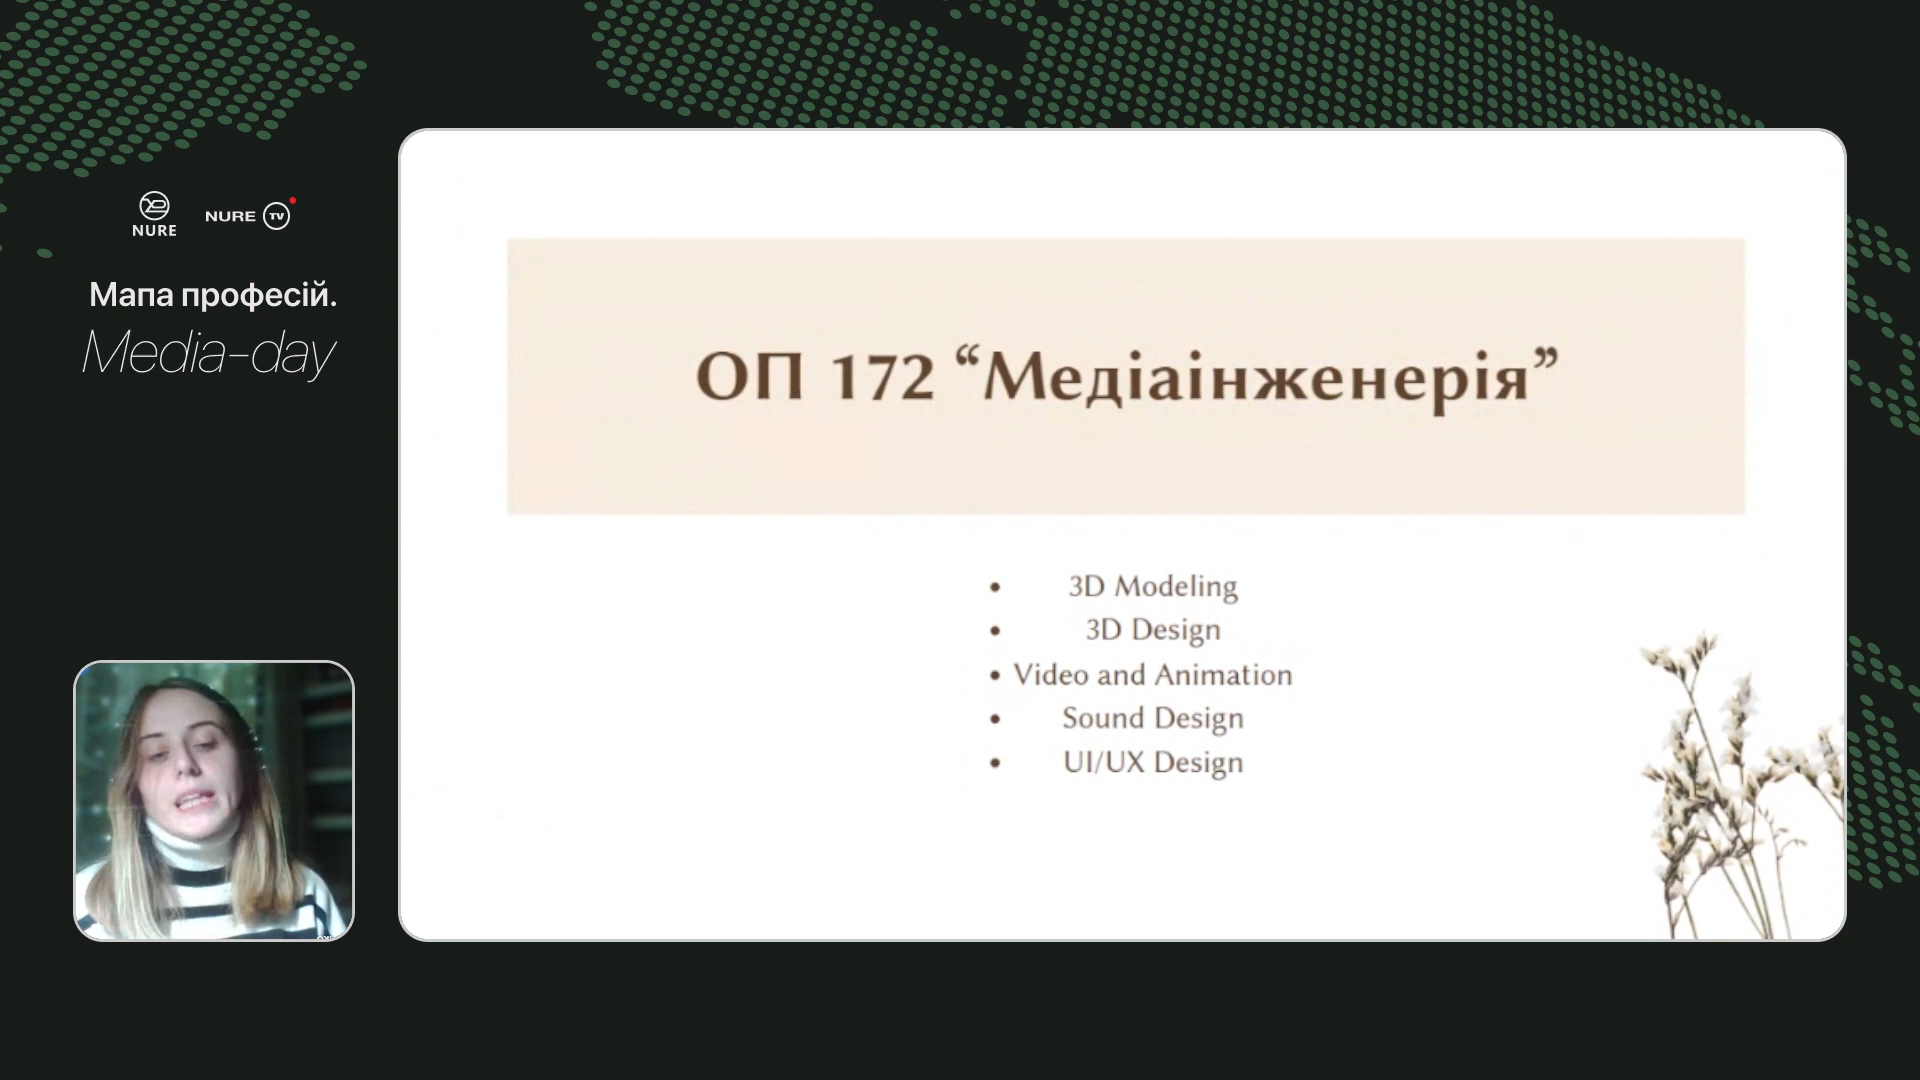 NURE
NURE TV
Мапа професій.
Media-day
ОП 172 “Медіаінженерія”
• 3D Modeling
• 3D Design
• Video and Animation
• Sound Design
• UI/UX Design